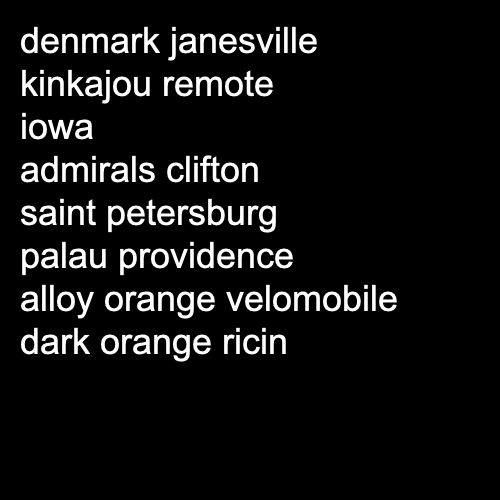 denmark janesville
kinkajou remote
iowa
admirals clifton
saint petersburg
palau providence
alloy orange velomobile
dark orange ricin